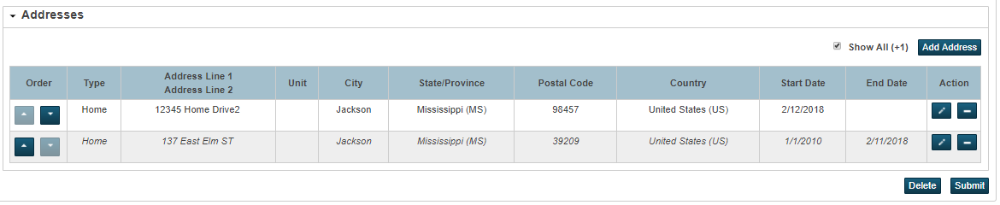 Addresses
Show All (+1) Add Address
Order Type Address Line 1 Address Line 2 Unit City State/Province Postal Code Country Start Date End Date Action
Home 12345 Home Drive2 Jackson Mississippi (MS) 98457 United States (US) 2/12/2018
Home 137 East Elm ST Jackson Mississippi (MS) 39209 United States (US) 1/1/2010 2/11/2018
Delete Submit